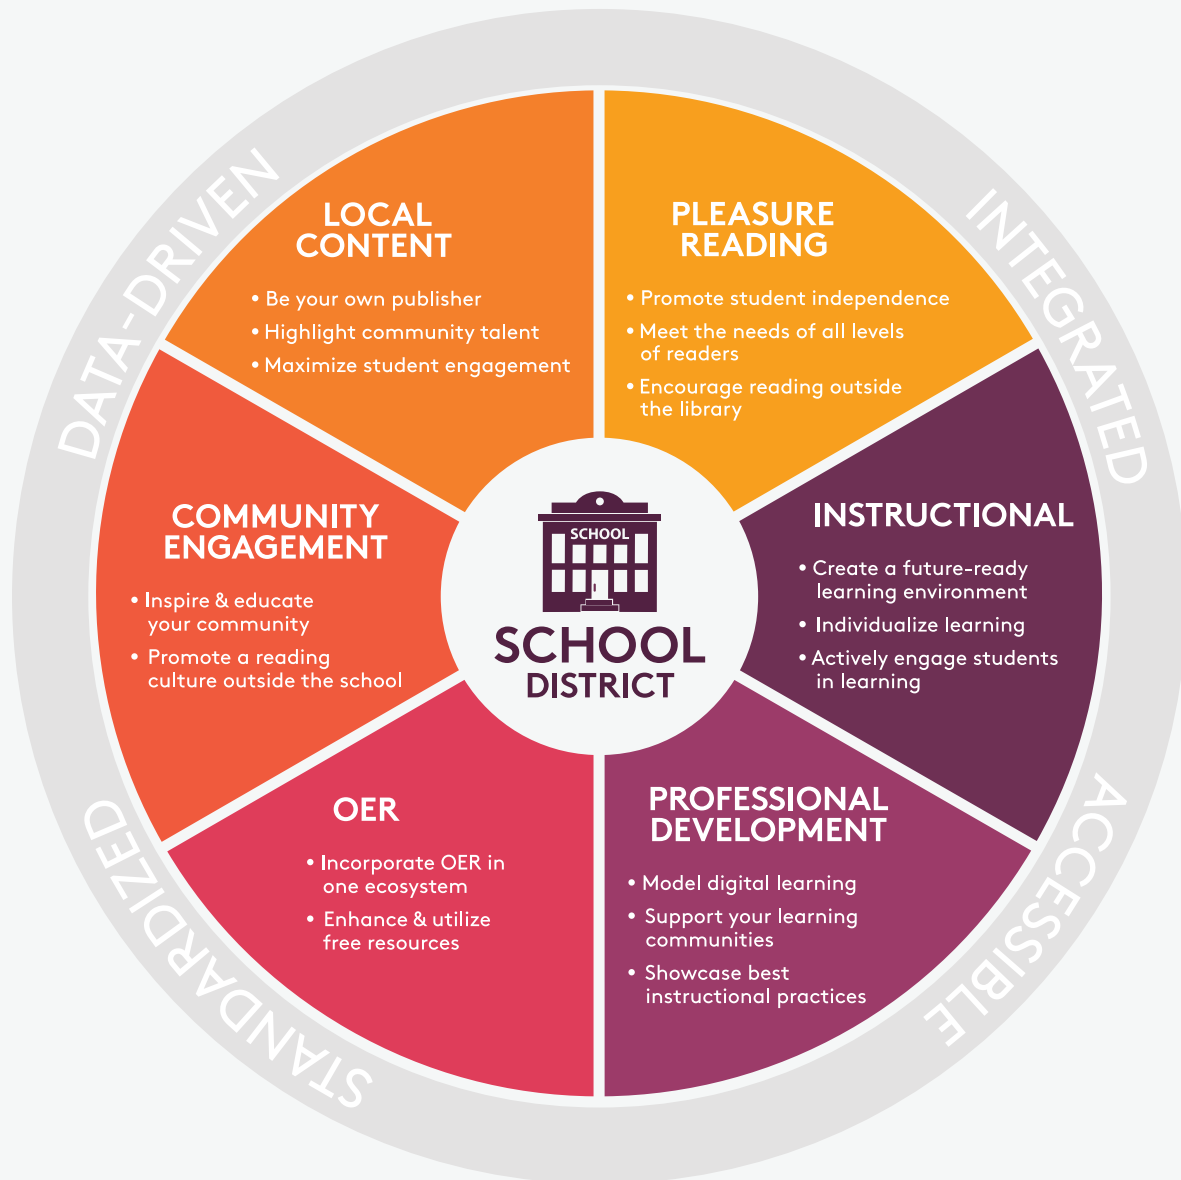 DATA-DRIVEN
INTEGRATED
ACCESSIBLE
STANDARDIZED
LOCAL
CONTENT
• Be your own publisher
• Highlight community talent
• Maximize student engagement
PLEASURE
READING
• Promote student independence
• Meet the needs of all levels
of readers
• Encourage reading outside
the library
INSTRUCTIONAL
• Create a future-ready
learning environment
• Individualize learning
• Actively engage students
in learning
PROFESSIONAL
DEVELOPMENT
• Model digital learning
• Support your learning
communities
• Showcase best
instructional practices
OER
• Incorporate OER in
one ecosystem
• Enhance & utilize
free resources
COMMUNITY
ENGAGEMENT
• Inspire & educate
your community
• Promote a reading
culture outside the school
SCHOOL
SCHOOL
DISTRICT